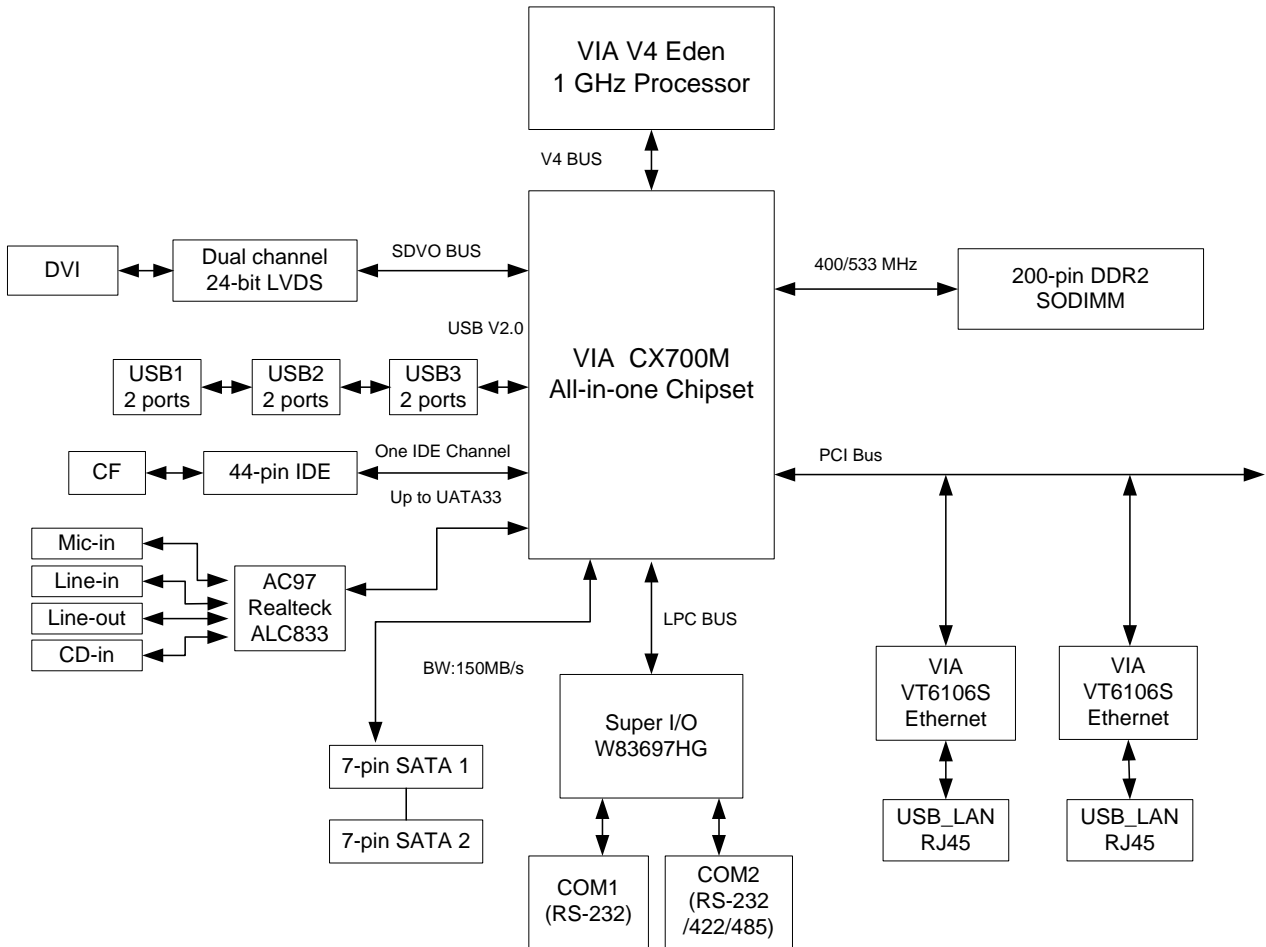 VIA V4 Eden
1 GHz Processor
V4 BUS
DVI
Dual channel
24-bit LVDS
SDVO BUS
400/533 MHz
200-pin DDR2
SODIMM
USB V2.0
VIA CX700M
All-in-one Chipset
USB1
2 ports
USB2
2 ports
USB3
2 ports
CF
44-pin IDE
One IDE Channel
Up to UATA33
PCI Bus
Mic-in
Line-in
Line-out
CD-in
AC97
Realteck
ALC833
LPC BUS
BW:150MB/s
Super I/O
W83697HG
VIA
VT6106S
Ethernet
VIA
VT6106S
Ethernet
7-pin SATA 1
7-pin SATA 2
USB_LAN
RJ45
USB_LAN
RJ45
COM1
(RS-232)
COM2
(RS-232
/422/485)